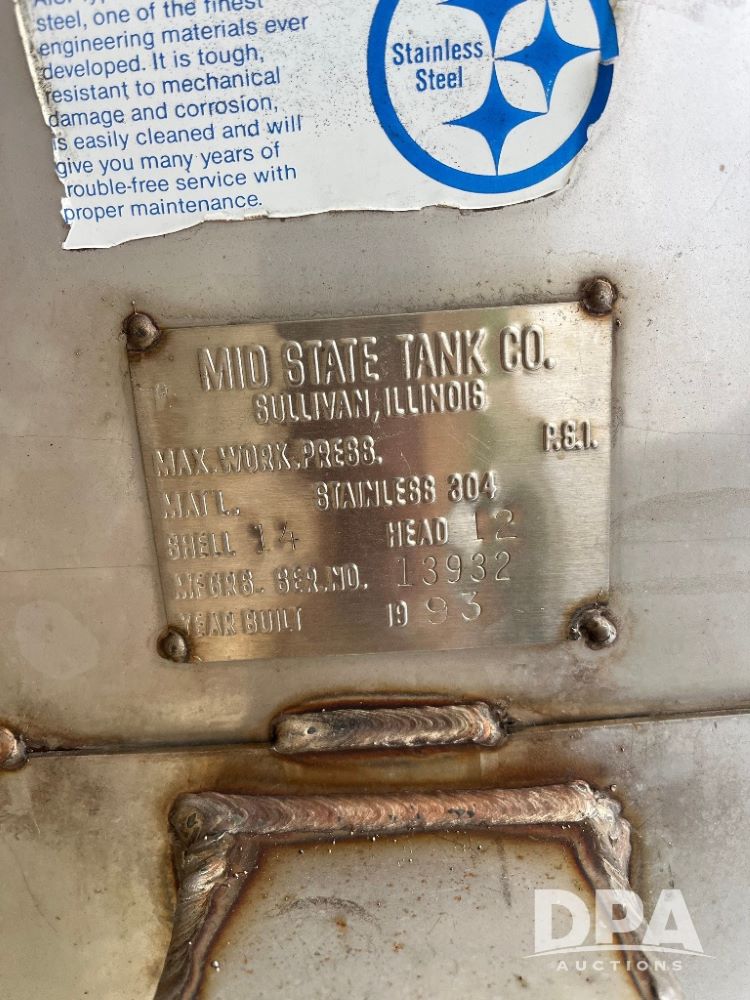 steel, one of the finest
engineering materials ever
developed. It is tough,
resistant to mechanical
damage and corrosion,
is easily cleaned and will
give you many years of
rouble-free service with
proper maintenance.
Stainless
Steel
MID STATE TANK CO.
SULLIVAN, ILLINOIS
MAX. WORK. PRESS. P.S.I.
MAT'L. STAINLESS 304
SHELL 14 HEAD 12
MFGRS. SER. NO. 13932
YEAR BUILT 19 93
DPA
AUCTIONS